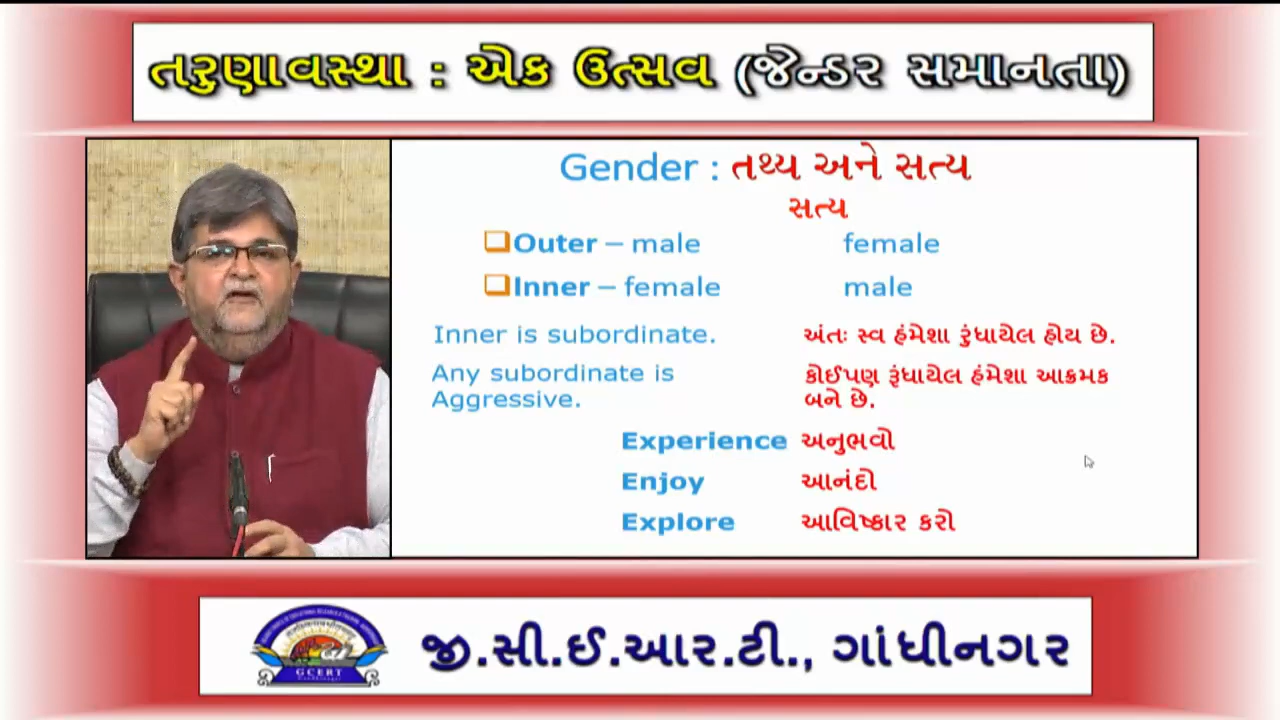 તરુણાવસ્થા : એક ઉત્સવ (જેન્ડર સમાનતા)
Gender : તથ્ય અને સત્ય
સત્ય
Outer – male female
Inner – female male
Inner is subordinate. અંતઃ સ્વ હંમેશા રુંધાયેલ હોય છે.
Any subordinate is
Aggressive.
કોઈપણ રૂંધાયેલ હંમેશા આક્રમક
બને છે.
Experience અનુભવો
Enjoy આનંદો
Explore આવિષ્કાર કરો
GCERT
જી.સી.ઈ.આર.ટી., ગાંધીનગર